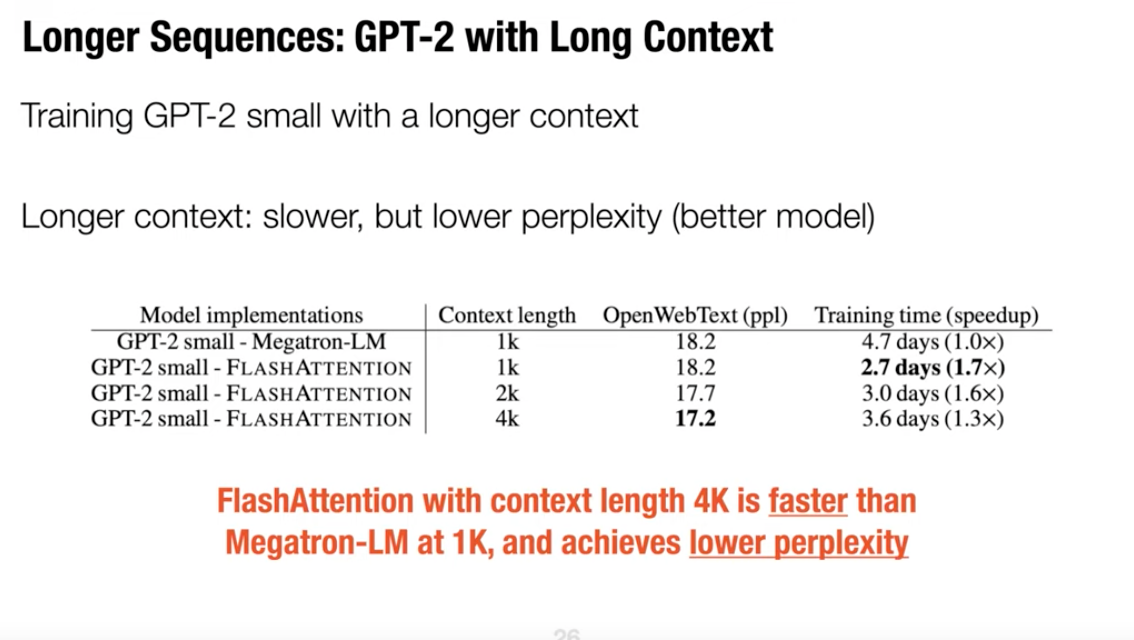 Longer Sequences: GPT-2 with Long Context
Training GPT-2 small with a longer context
Longer context: slower, but lower perplexity (better model)
Model implementations Context length OpenWebText (ppl) Training time (speedup)
GPT-2 small - Megatron-LM 1k 18.2 4.7 days (1.0×)
GPT-2 small - FLASHATTENTION 1k 18.2 2.7 days (1.7×)
GPT-2 small - FLASHATTENTION 2k 17.7 3.0 days (1.6×)
GPT-2 small - FLASHATTENTION 4k 17.2 3.6 days (1.3×)
FlashAttention with context length 4K is faster than
Megatron-LM at 1K, and achieves lower perplexity
26